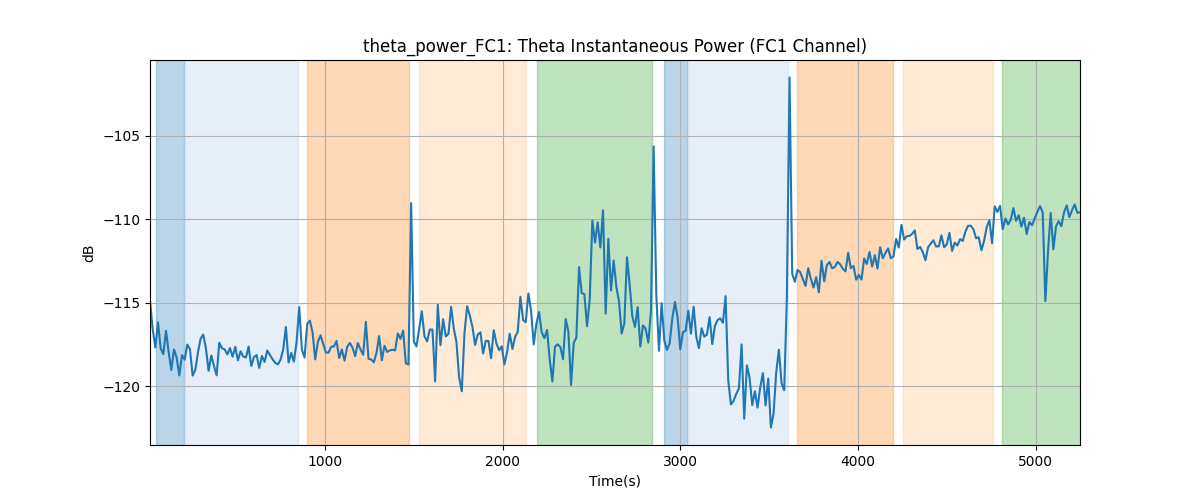 theta_power_FC1: Theta Instantaneous Power (FC1 Channel)
−105
−110
−115
−120
dB
1000 2000 3000 4000 5000
Time(s)